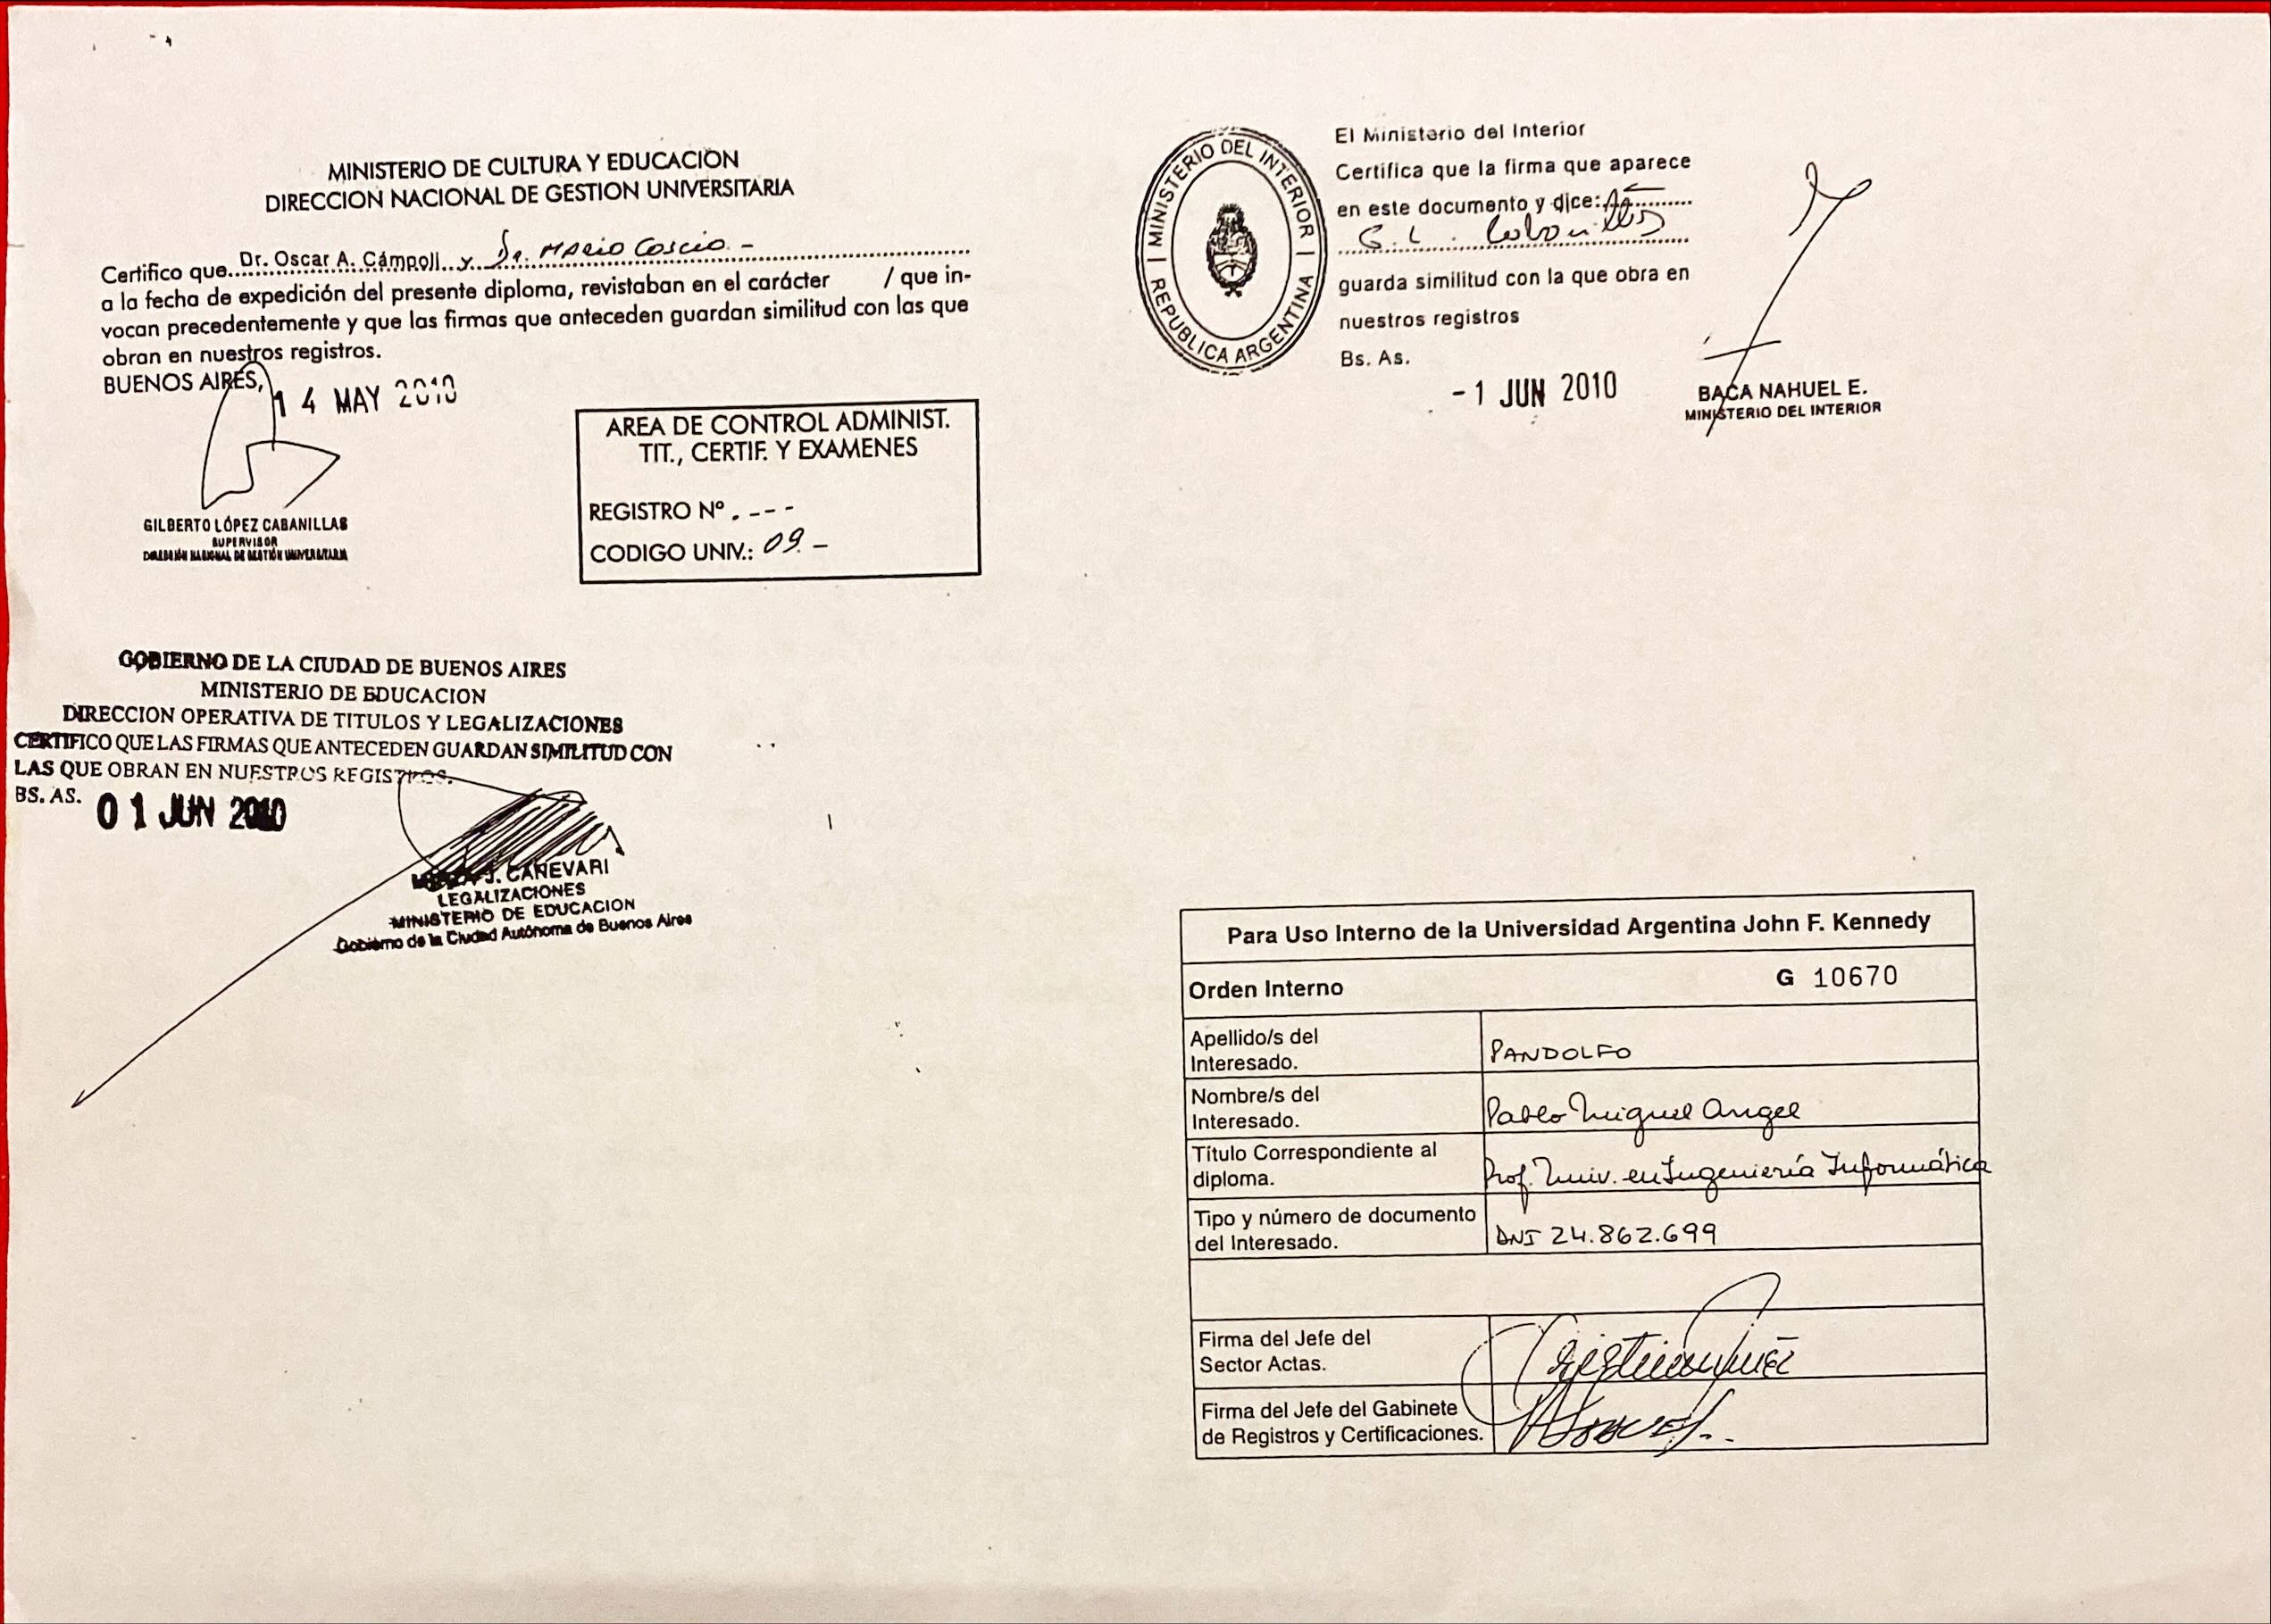 MINISTERIO DE CULTURA Y EDUCACION
DIRECCION NACIONAL DE GESTION UNIVERSITARIA
Certifico que Dr. Oscar A. Cámpoli y Dr. Mario Coscio -
a la fecha de expedición del presente diploma, revistaban en el carácter / que in-
vocan precedentemente y que las firmas que anteceden guardan similitud con las que
obran en nuestros registros.
BUENOS AIRES,
14 MAY 2010
GILBERTO LÓPEZ CABANILLAS
SUPERVISOR
DIRECCIÓN NACIONAL DE GESTIÓN UNIVERSITARIA
AREA DE CONTROL ADMINIST.
TIT., CERTIF. Y EXAMENES
REGISTRO Nº . - - -
CODIGO UNIV.: 09. -
MINISTERIO DEL INTERIOR
REPUBLICA ARGENTINA
El Ministerio del Interior
Certifica que la firma que aparece
en este documento y dice:
G. L. Cabanillas
guarda similitud con la que obra en
nuestros registros
Bs. As.
- 1 JUN 2010
BACA NAHUEL E.
MINISTERIO DEL INTERIOR
GOBIERNO DE LA CIUDAD DE BUENOS AIRES
MINISTERIO DE EDUCACION
DIRECCION OPERATIVA DE TITULOS Y LEGALIZACIONES
CERTIFICO QUE LAS FIRMAS QUE ANTECEDEN GUARDAN SIMILITUD CON
LAS QUE OBRAN EN NUESTROS REGISTROS.
BS. AS. 01 JUN 2010
J. CANEVARI
LEGALIZACIONES
MINISTERIO DE EDUCACION
Gobierno de la Ciudad Autónoma de Buenos Aires
Para Uso Interno de la Universidad Argentina John F. Kennedy
Orden Interno G 10670
Apellido/s del
Interesado. PANDOLFO
Nombre/s del
Interesado. Pablo Miguel Angel
Título Correspondiente al
diploma. Prof. Univ. en Ingeniería Informática
Tipo y número de documento
del Interesado. DNI 24.862.699
Firma del Jefe del
Sector Actas.
Firma del Jefe del Gabinete
de Registros y Certificaciones.